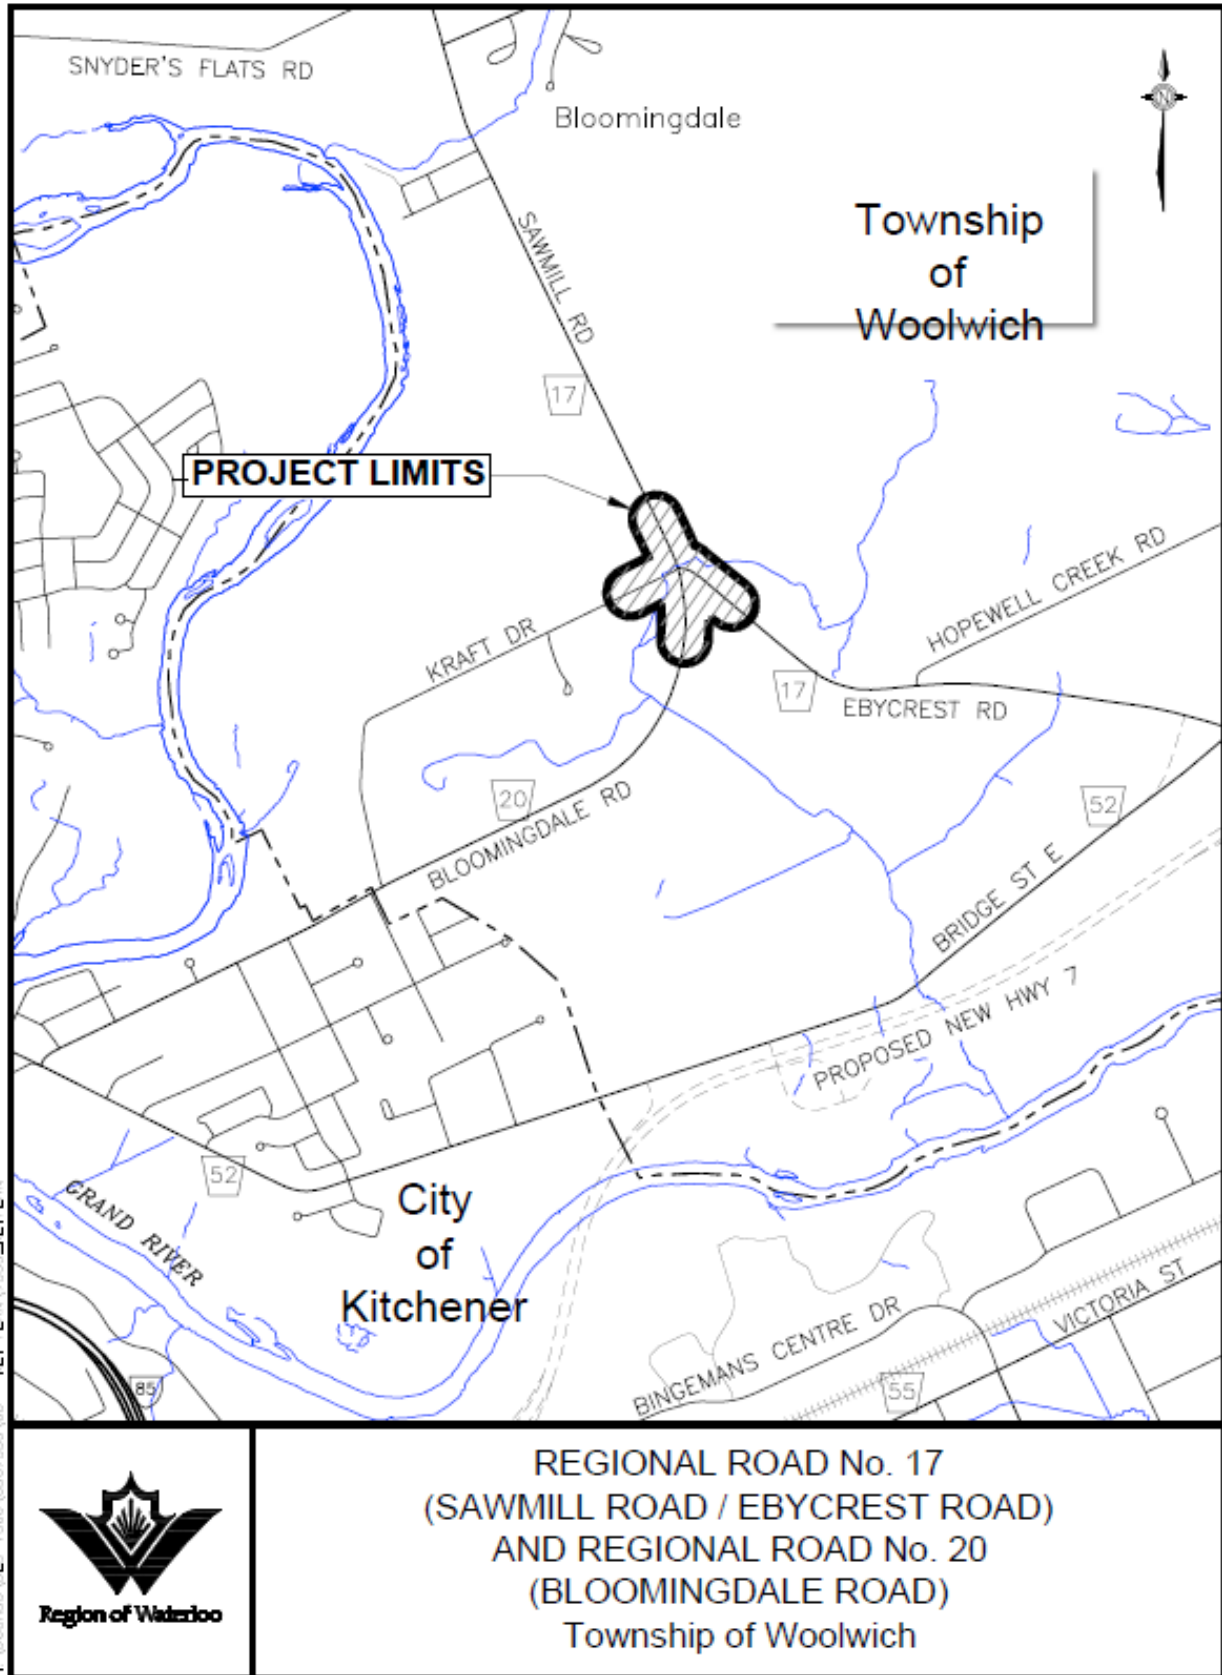 SNYDER'S FLATS RD
Bloomingdale
N
Township
of
Woolwich
SAWMILL RD
17
PROJECT LIMITS
HOPEWELL CREEK RD
KRAFT DR
17
EBYCREST RD
20
BLOOMINGDALE RD
52
BRIDGE ST E
PROPOSED NEW HWY 7
52
GRAND RIVER
City
of
Kitchener
85
BINGEMANS CENTRE DR
VICTORIA ST
55
Region of Waterloo
REGIONAL ROAD No. 17
(SAWMILL ROAD / EBYCREST ROAD)
AND REGIONAL ROAD No. 20
(BLOOMINGDALE ROAD)
Township of Woolwich